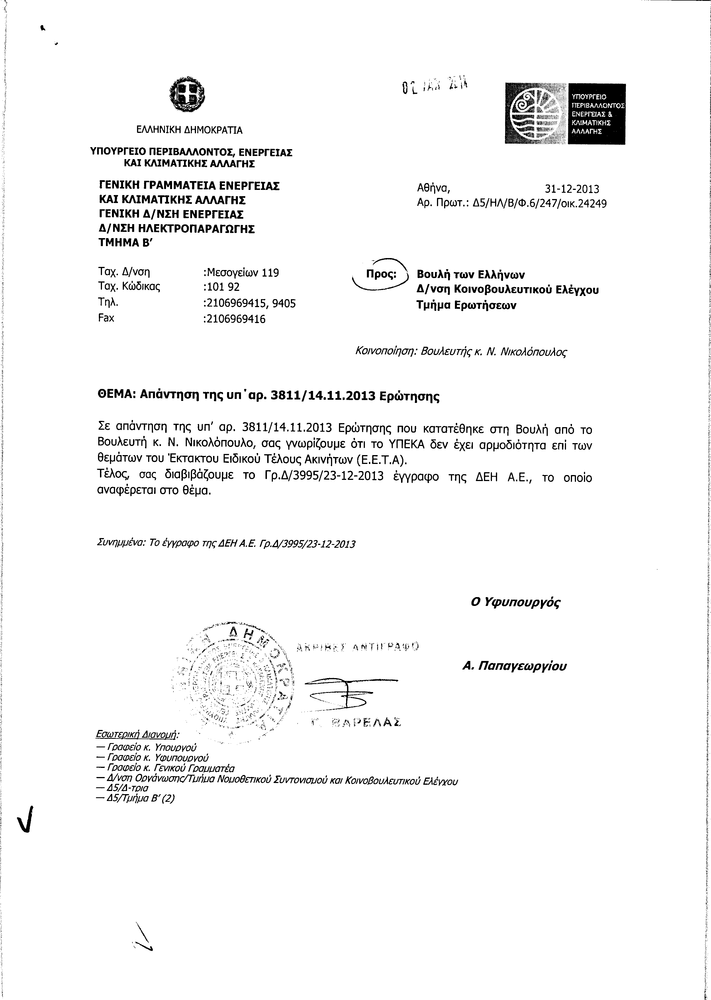 02 ΙΑΝ 2014
ΥΠΟΥΡΓΕΙΟ
ΠΕΡΙΒΑΛΛΟΝΤΟΣ
ΕΝΕΡΓΕΙΑΣ &
ΚΛΙΜΑΤΙΚΗΣ
ΑΛΛΑΓΗΣ
ΕΛΛΗΝΙΚΗ ΔΗΜΟΚΡΑΤΙΑ
ΥΠΟΥΡΓΕΙΟ ΠΕΡΙΒΑΛΛΟΝΤΟΣ, ΕΝΕΡΓΕΙΑΣ
ΚΑΙ ΚΛΙΜΑΤΙΚΗΣ ΑΛΛΑΓΗΣ
ΓΕΝΙΚΗ ΓΡΑΜΜΑΤΕΙΑ ΕΝΕΡΓΕΙΑΣ
ΚΑΙ ΚΛΙΜΑΤΙΚΗΣ ΑΛΛΑΓΗΣ
ΓΕΝΙΚΗ Δ/ΝΣΗ ΕΝΕΡΓΕΙΑΣ
Δ/ΝΣΗ ΗΛΕΚΤΡΟΠΑΡΑΓΩΓΗΣ
ΤΜΗΜΑ Β’
Αθήνα, 31-12-2013
Αρ. Πρωτ.: Δ5/ΗΛ/Β/Φ.6/247/οικ.24249
Ταχ. Δ/νση :Μεσογείων 119
Ταχ. Κώδικας :101 92
Τηλ. :2106969415, 9405
Fax :2106969416
Προς: Βουλή των Ελλήνων
Δ/νση Κοινοβουλευτικού Ελέγχου
Τμήμα Ερωτήσεων
Κοινοποίηση: Βουλευτής κ. Ν. Νικολόπουλος
ΘΕΜΑ: Απάντηση της υπ΄αρ. 3811/14.11.2013 Ερώτησης
Σε απάντηση της υπ’ αρ. 3811/14.11.2013 Ερώτησης που κατατέθηκε στη Βουλή από το
Βουλευτή κ. Ν. Νικολόπουλο, σας γνωρίζουμε ότι το ΥΠΕΚΑ δεν έχει αρμοδιότητα επί των
θεμάτων του Έκτακτου Ειδικού Τέλους Ακινήτων (Ε.Ε.Τ.Α).
Τέλος, σας διαβιβάζουμε το Γρ.Δ/3995/23-12-2013 έγγραφο της ΔΕΗ Α.Ε., το οποίο
αναφέρεται στο θέμα.
Συνημμένα: Το έγγραφο της ΔΕΗ Α.Ε. Γρ.Δ/3995/23-12-2013
Ο Υφυπουργός
ΑΚΡΙΒΕΣ ΑΝΤΙΓΡΑΦΟ
Α. Παπαγεωργίου
Γ. ΒΑΡΕΛΑΣ
Εσωτερική Διανομή:
— Γραφείο κ. Υπουργού
— Γραφείο κ. Υφυπουργού
— Γραφείο κ. Γενικού Γραμματέα
— Δ/νση Οργάνωσης/Τμήμα Νομοθετικού Συντονισμού και Κοινοβουλευτικού Ελέγχου
— Δ5/Δ-τρια
— Δ5/Τμήμα Β’ (2)